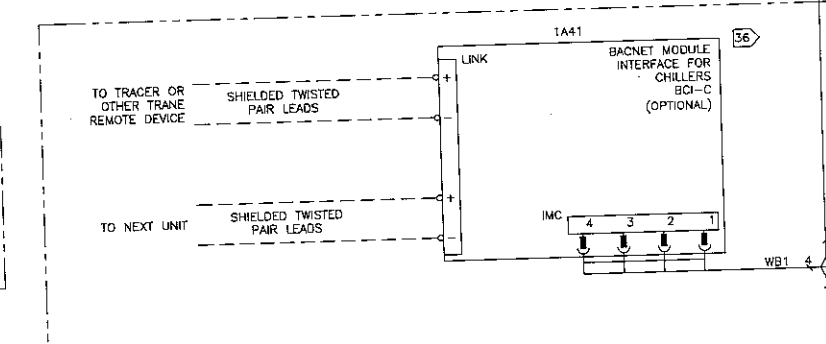 1A41
36
LINK
BACNET MODULE
INTERFACE FOR
CHILLERS
BCI-C
(OPTIONAL)
TO TRACER OR
OTHER TRANE
REMOTE DEVICE
SHIELDED TWISTED
PAIR LEADS
+
-
TO NEXT UNIT
SHIELDED TWISTED
PAIR LEADS
+
-
IMC
4 3 2 1
WB1 4